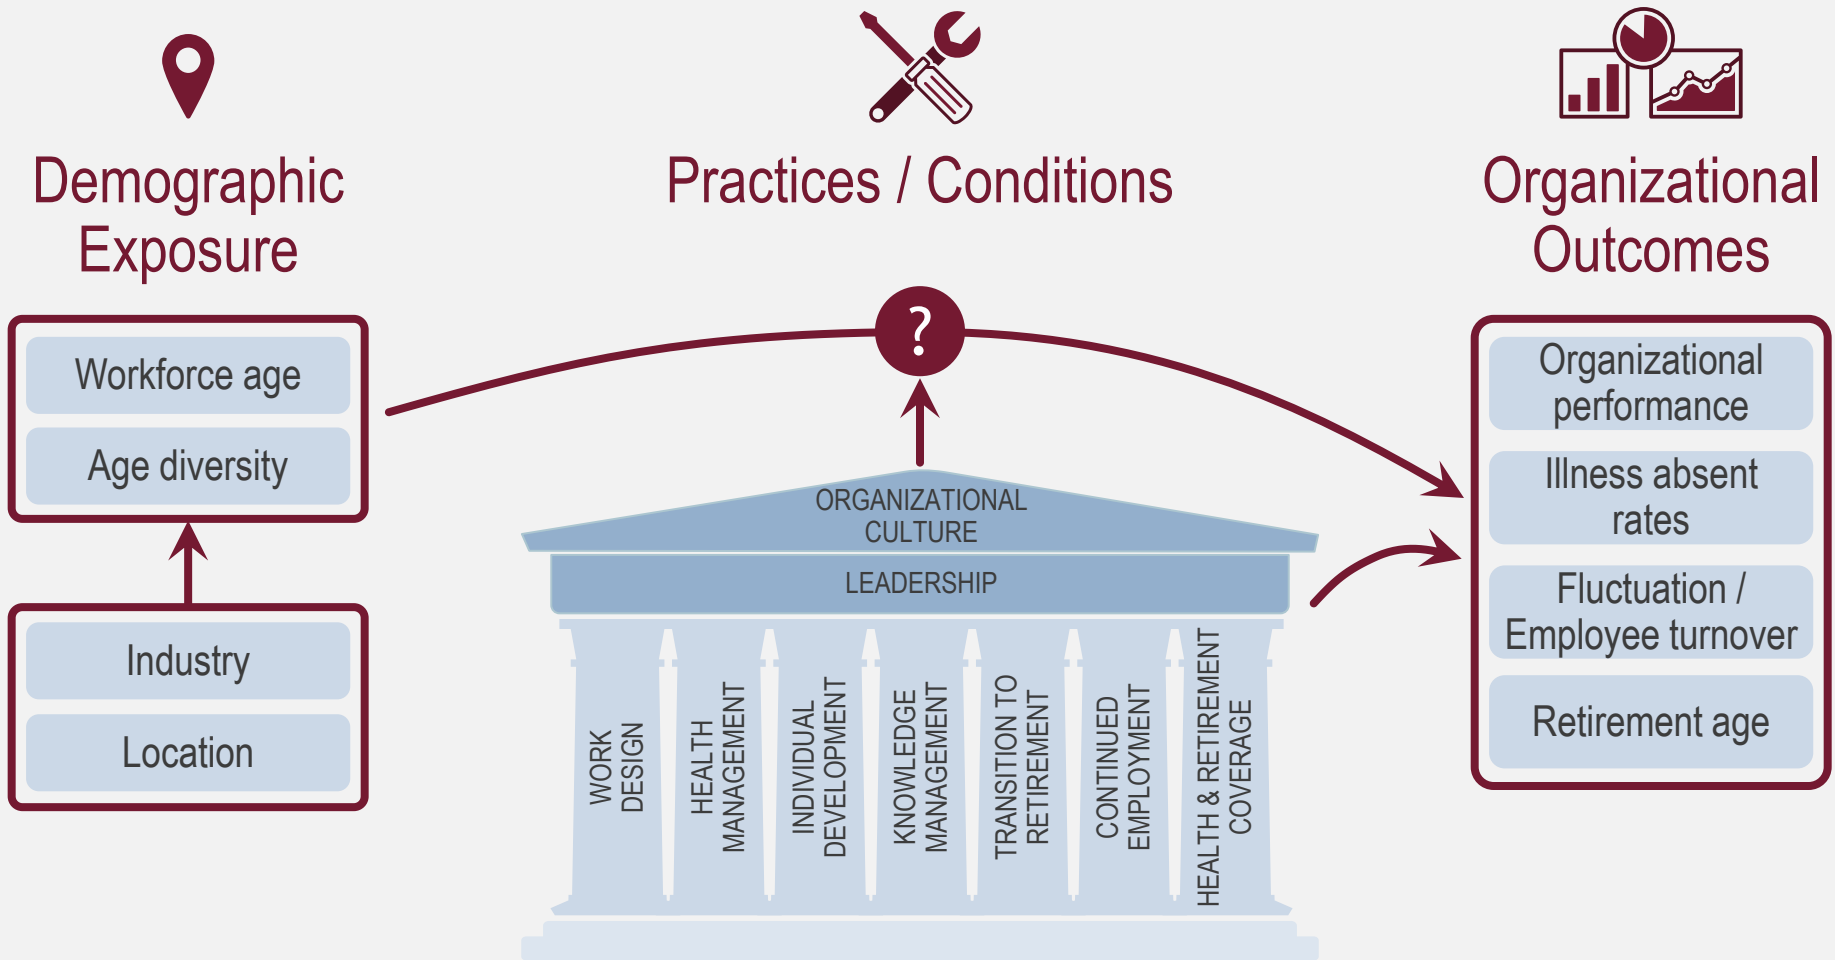 Demographic
Exposure
Workforce age
Age diversity
Industry
Location
Practices / Conditions
?
ORGANIZATIONAL
CULTURE
LEADERSHIP
WORK
DESIGN
HEALTH
MANAGEMENT
INDIVIDUAL
DEVELOPMENT
KNOWLEDGE
MANAGEMENT
TRANSITION TO
RETIREMENT
CONTINUED
EMPLOYMENT
HEALTH & RETIREMENT
COVERAGE
Organizational
Outcomes
Organizational
performance
Illness absent
rates
Fluctuation /
Employee turnover
Retirement age